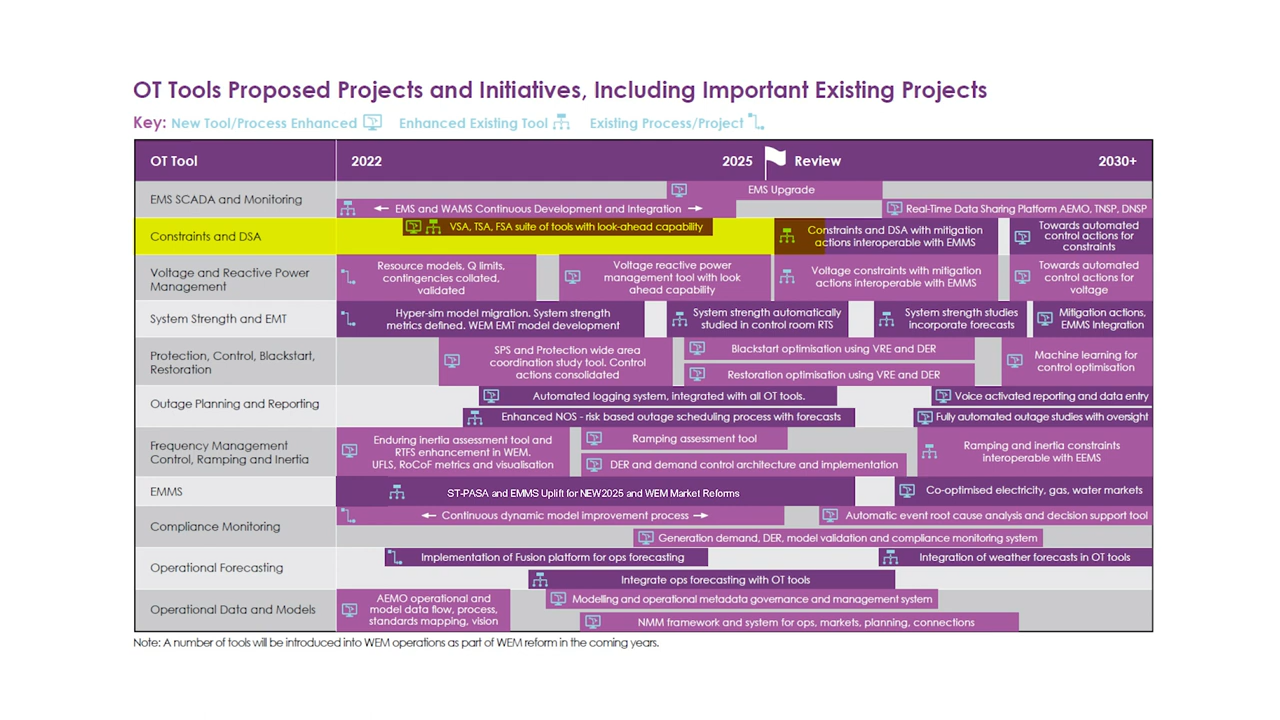 OT Tools Proposed Projects and Initiatives, Including Important Existing Projects
Key: New Tool/Process Enhanced Enhanced Existing Tool Existing Process/Project
OT Tool 2022 2025 Review 2030+
EMS SCADA and Monitoring
EMS Upgrade
EMS and WAMS Continuous Development and Integration
Real-Time Data Sharing Platform AEMO, TNSP, DNSP
Constraints and DSA
VSA, TSA, FSA suite of tools with look-ahead capability
Constraints and DSA with mitigation
actions interoperable with EMMS
Towards automated
control actions for
constraints
Voltage and Reactive Power
Management
Resource models, Q limits,
contingencies collated,
validated
Voltage reactive power
management tool with look
ahead capability
Voltage constraints with mitigation
actions interoperable with EMMS
Towards automated
control actions for
voltage
System Strength and EMT
Hyper-sim model migration. System strength
metrics defined. WEM EMT model development
System strength automatically
studied in control room RTS
System strength studies
incorporate forecasts
Mitigation actions,
EMMS Integration
Protection, Control, Blackstart,
Restoration
SPS and Protection wide area
coordination study tool. Control
actions consolidated
Blackstart optimisation using VRE and DER
Restoration optimisation using VRE and DER
Machine learning for
control optimisation
Outage Planning and Reporting
Automated logging system, integrated with all OT tools.
Voice activated reporting and data entry
Enhanced NOS - risk based outage scheduling process with forecasts
Fully automated outage studies with oversight
Frequency Management
Control, Ramping and Inertia
Enduring inertia assessment tool and
RTFS enhancement in WEM.
UFLS, RoCoF metrics and visualisation
Ramping assessment tool
DER and demand control architecture and implementation
Ramping and inertia constraints
interoperable with EEMS
EMMS
ST-PASA and EMMS Uplift for NEW2025 and WEM Market Reforms
Co-optimised electricity, gas, water markets
Compliance Monitoring
Continuous dynamic model improvement process
Automatic event root cause analysis and decision support tool
Generation demand, DER, model validation and compliance monitoring system
Operational Forecasting
Implementation of Fusion platform for ops forecasting
Integration of weather forecasts in OT tools
Integrate ops forecasting with OT tools
Operational Data and Models
AEMO operational and
model data flow, process,
standards mapping, vision
Modelling and operational metadata governance and management system
NMM framework and system for ops, markets, planning, connections
Note: A number of tools will be introduced into WEM operations as part of WEM reform in the coming years.